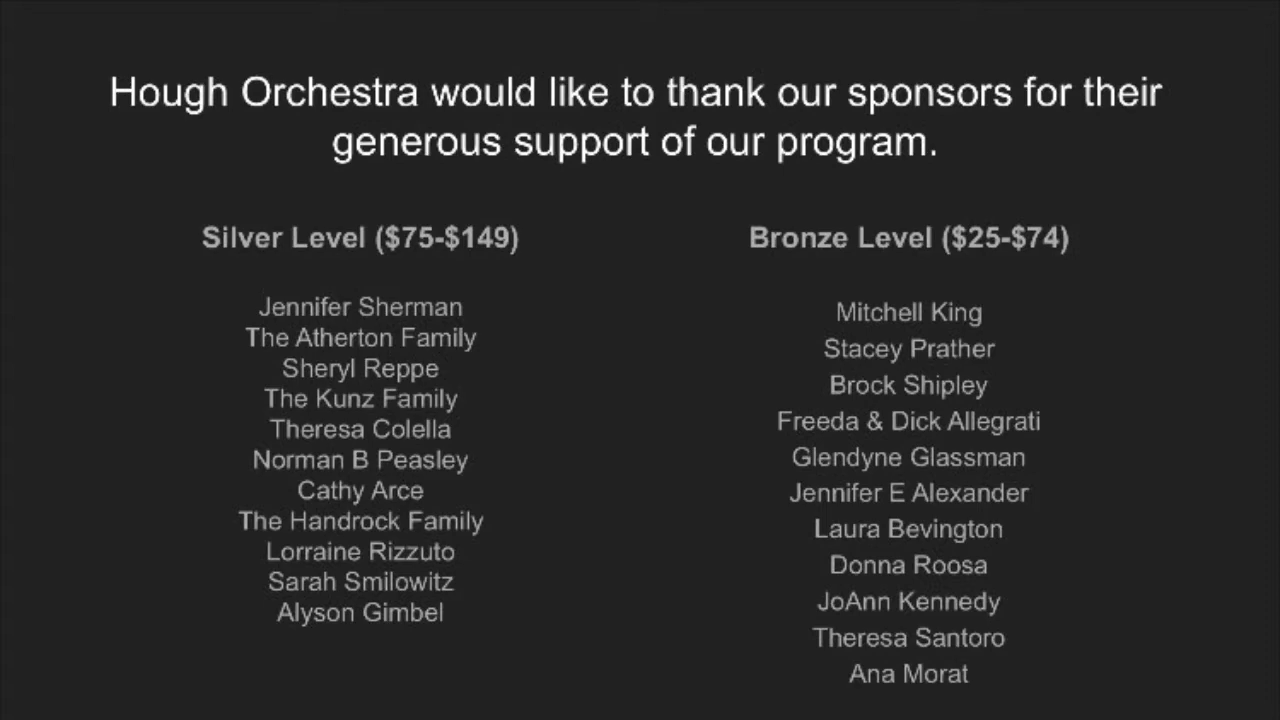 Hough Orchestra would like to thank our sponsors for their
generous support of our program.
Silver Level ($75-$149)
Jennifer Sherman
The Atherton Family
Sheryl Reppe
The Kunz Family
Theresa Colella
Norman B Peasley
Cathy Arce
The Handrock Family
Lorraine Rizzuto
Sarah Smilowitz
Alyson Gimbel
Bronze Level ($25-$74)
Mitchell King
Stacey Prather
Brock Shipley
Freeda & Dick Allegrati
Glendyne Glassman
Jennifer E Alexander
Laura Bevington
Donna Roosa
JoAnn Kennedy
Theresa Santoro
Ana Morat